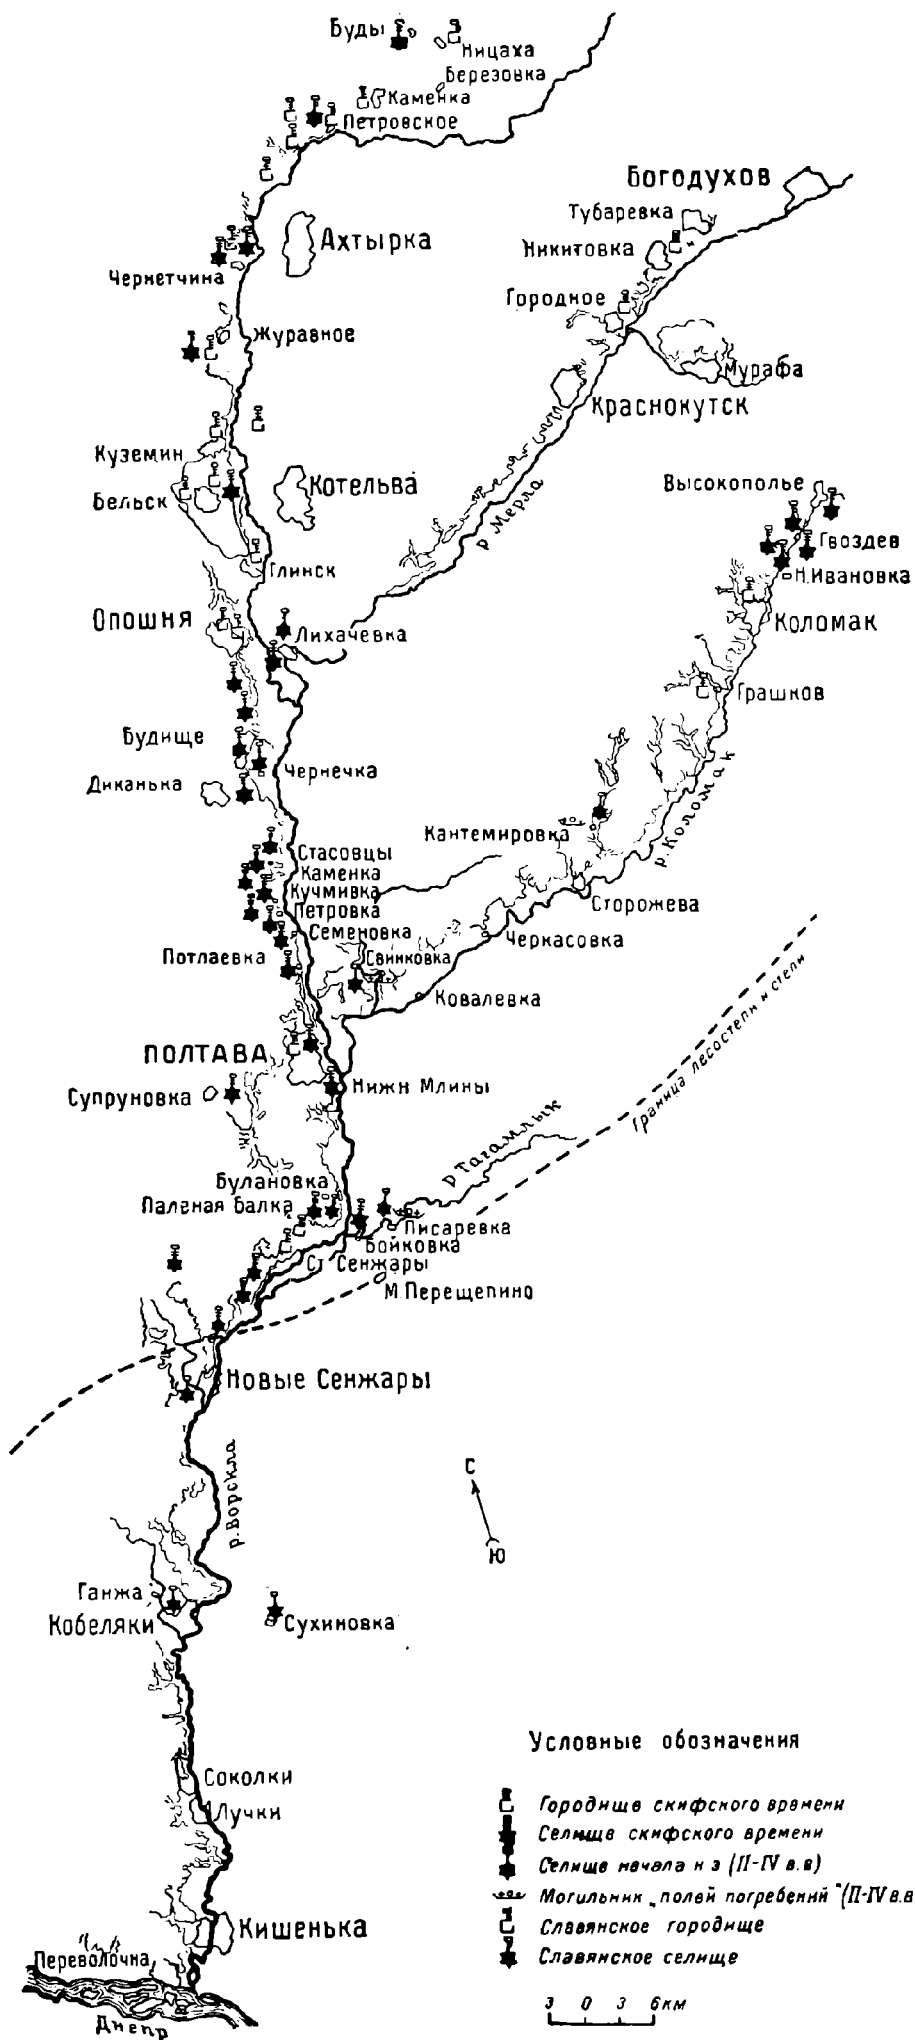 Буды
Ницаха
Березовка
Каменка
Петровское
Богодухов
Тубаревка
Ахтырка
Никитовка
Чернетчина
Городное
Журавное
Мурафа
Краснокутск
Куземин
Котельва
Высокополье
Бельск
р. Мерла
Гвоздев
Глинск
Н.Ивановка
Опошня
Коломак
Лихачевка
Грашков
Будище
Чернечка
Диканька
р. Коломак
Кантемировка
Стасовцы
Каменка
Кучмивка
Петровка
Сторожева
Семеновка
Черкасовка
Потлаевка
Свинковка
Ковалевка
Граница лесостепи и степи
ПОЛТАВА
Нижн Млины
Супруновка
р Тагамлык
Булановка
Паленая Балка
Писаревка
Бойковка
Ст Сенжары
М.Перещепино
Новые Сенжары
р. Ворскла
С
Ю
Ганжа
Кобеляки
Сухиновка
Условные обозначения
Соколки
Лучки
Городище скифского времени
Селища скифского времени
Селище начала н э (II-IV в.в)
Могильник „полей погребений" (II-IV в.в
Славянское городище
Славянское селище
Кишенька
Переволочна
Днепр
3 0 3 6км